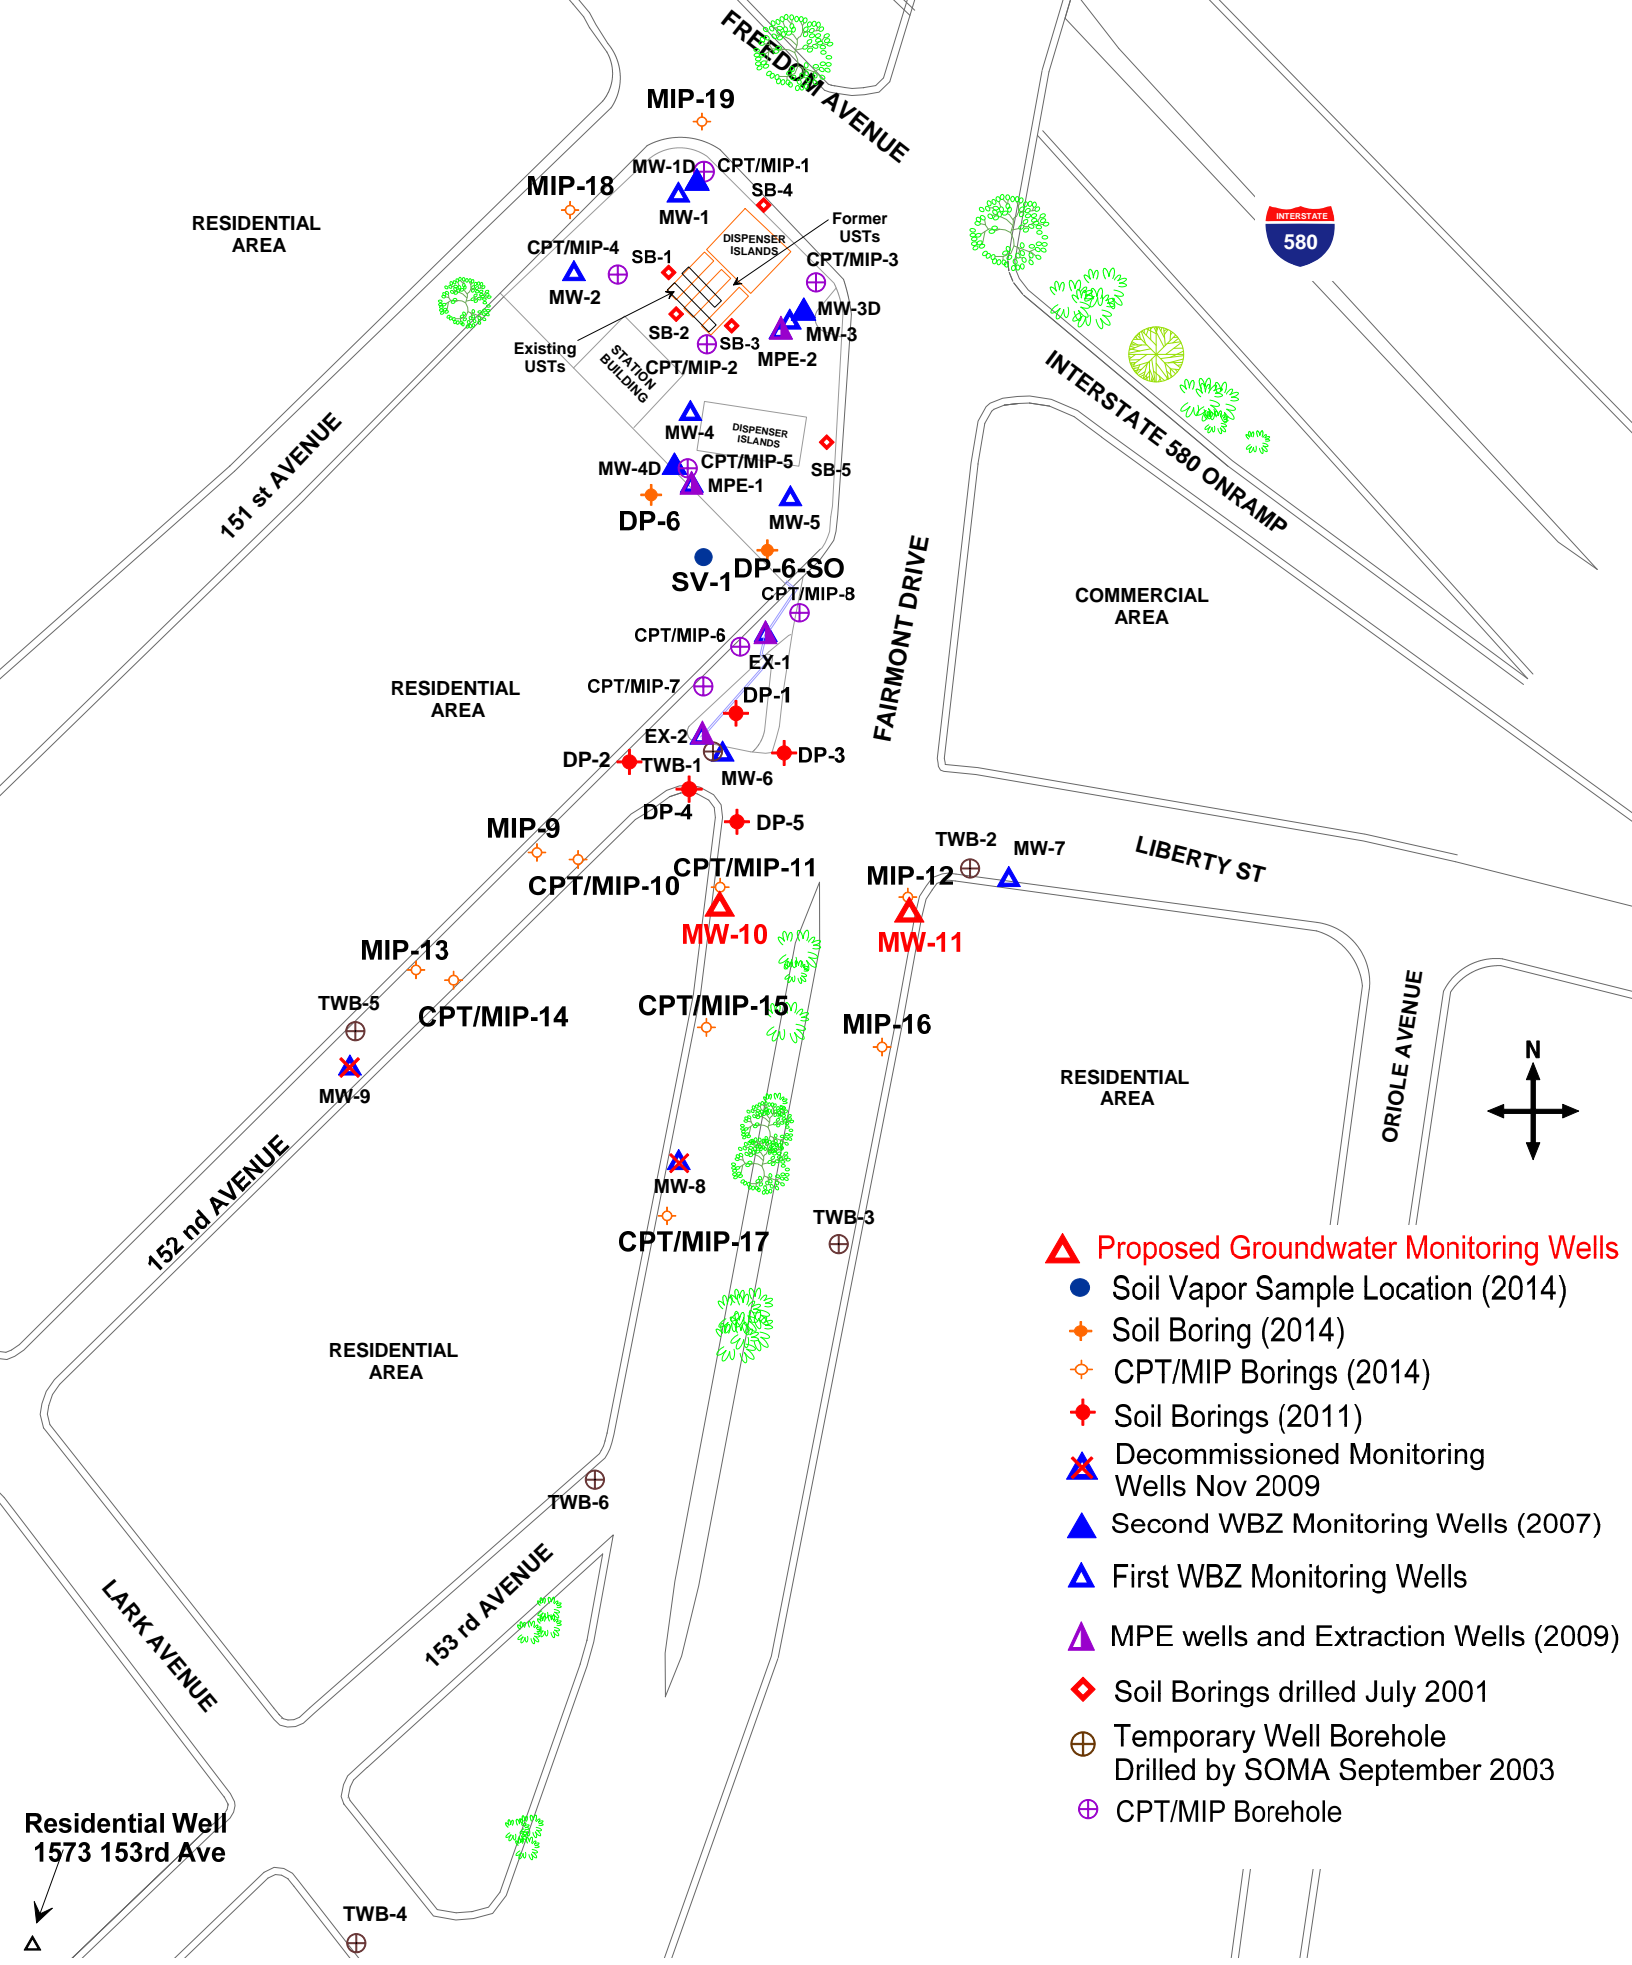 FREEDOM AVENUE
MIP-19
MW-1D
CPT/MIP-1
MIP-18
SB-4
MW-1
RESIDENTIAL
AREA
Former
USTs
INTERSTATE
580
DISPENSER
ISLANDS
CPT/MIP-4
SB-1
CPT/MIP-3
MW-2
MW-3D
SB-2
SB-3
MW-3
Existing
USTs
STATION
BUILDING
CPT/MIP-2
MPE-2
INTERSTATE 580 ONRAMP
MW-4
DISPENSER
ISLANDS
151 st AVENUE
MW-4D
CPT/MIP-5
SB-5
MPE-1
DP-6
MW-5
SV-1
DP-6-SO
CPT/MIP-8
COMMERCIAL
AREA
FAIRMONT DRIVE
CPT/MIP-6
EX-1
CPT/MIP-7
RESIDENTIAL
AREA
DP-1
EX-2
DP-2
TWB-1
DP-3
MW-6
DP-4
DP-5
MIP-9
TWB-2
MW-7
LIBERTY ST
CPT/MIP-10
CPT/MIP-11
MIP-12
MW-10
MW-11
MIP-13
TWB-5
CPT/MIP-14
CPT/MIP-15
MIP-16
ORIOLE AVENUE
N
MW-9
RESIDENTIAL
AREA
152 nd AVENUE
MW-8
TWB-3
CPT/MIP-17
RESIDENTIAL
AREA
TWB-6
153 rd AVENUE
LARK AVENUE
Residential Well
1573 153rd Ave
TWB-4
Proposed Groundwater Monitoring Wells
Soil Vapor Sample Location (2014)
Soil Boring (2014)
CPT/MIP Borings (2014)
Soil Borings (2011)
Decommissioned Monitoring
Wells Nov 2009
Second WBZ Monitoring Wells (2007)
First WBZ Monitoring Wells
MPE wells and Extraction Wells (2009)
Soil Borings drilled July 2001
Temporary Well Borehole
Drilled by SOMA September 2003
CPT/MIP Borehole